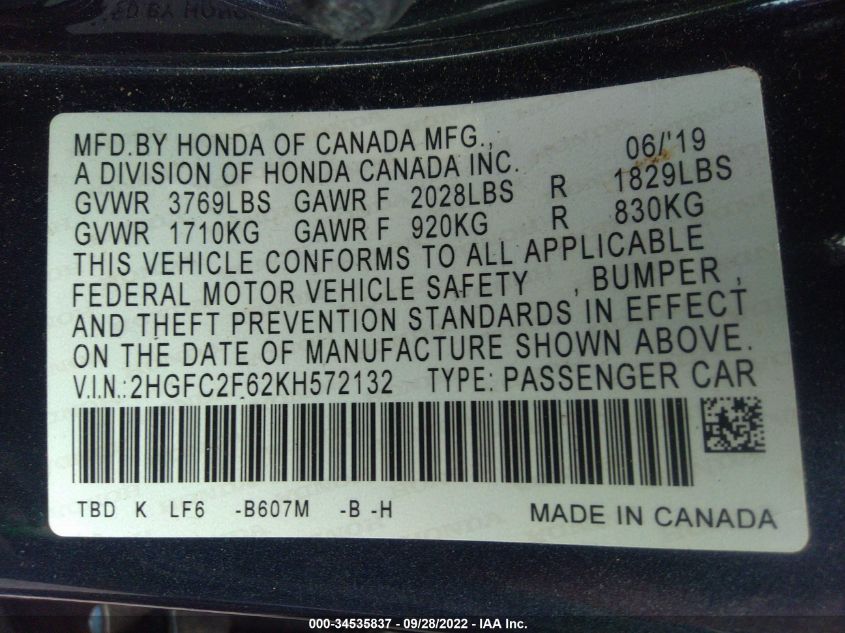 MFD.BY HONDA OF CANADA MFG., 06/'19
A DIVISION OF HONDA CANADA INC.
GVWR 3769LBS GAWR F 2028LBS R 1829LBS
GVWR 1710KG GAWR F 920KG R 830KG
THIS VEHICLE CONFORMS TO ALL APPLICABLE
FEDERAL MOTOR VEHICLE SAFETY , BUMPER ,
AND THEFT PREVENTION STANDARDS IN EFFECT
ON THE DATE OF MANUFACTURE SHOWN ABOVE.
V.I.N.:2HGFC2F62KH572132 TYPE: PASSENGER CAR
TBD K LF6 -B607M -B -H MADE IN CANADA
000-34535837 - 09/28/2022 - IAA Inc.